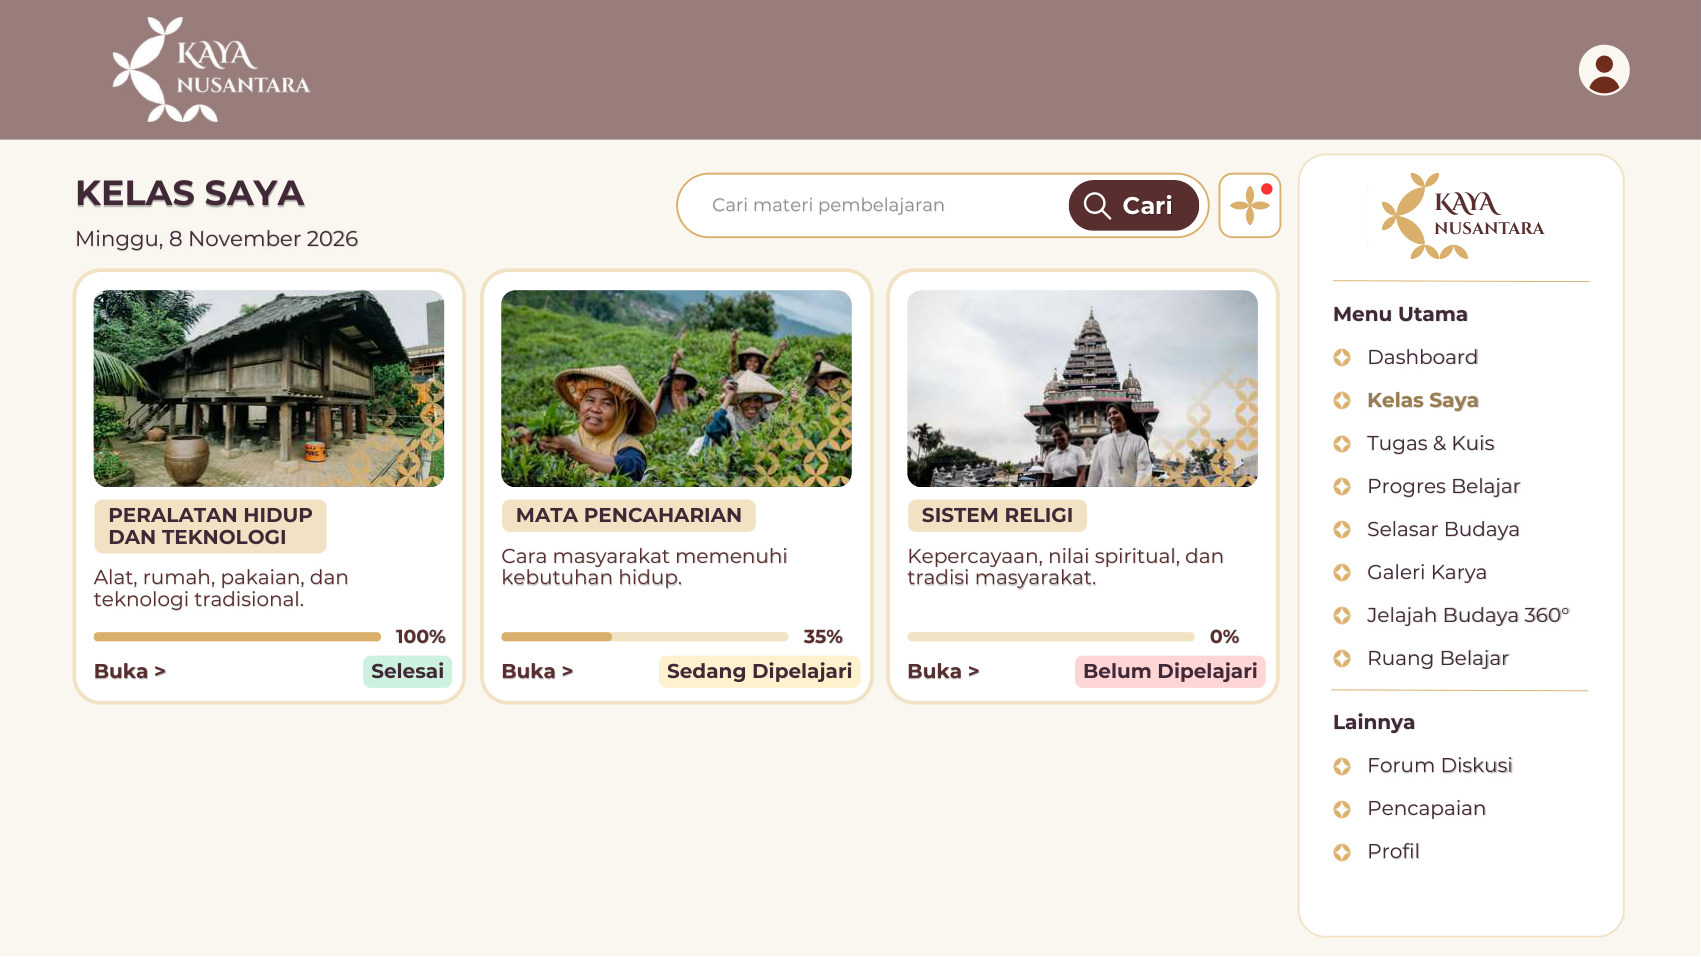 KAYA
NUSANTARA
KELAS SAYA
Minggu, 8 November 2026
Cari materi pembelajaran
Cari
PERALATAN HIDUP
DAN TEKNOLOGI
Alat, rumah, pakaian, dan
teknologi tradisional.
100%
Buka >
Selesai
MATA PENCAHARIAN
Cara masyarakat memenuhi
kebutuhan hidup.
35%
Buka >
Sedang Dipelajari
SISTEM RELIGI
Kepercayaan, nilai spiritual, dan
tradisi masyarakat.
0%
Buka >
Belum Dipelajari
KAYA
NUSANTARA
Menu Utama
Dashboard
Kelas Saya
Tugas & Kuis
Progres Belajar
Selasar Budaya
Galeri Karya
Jelajah Budaya 360°
Ruang Belajar
Lainnya
Forum Diskusi
Pencapaian
Profil